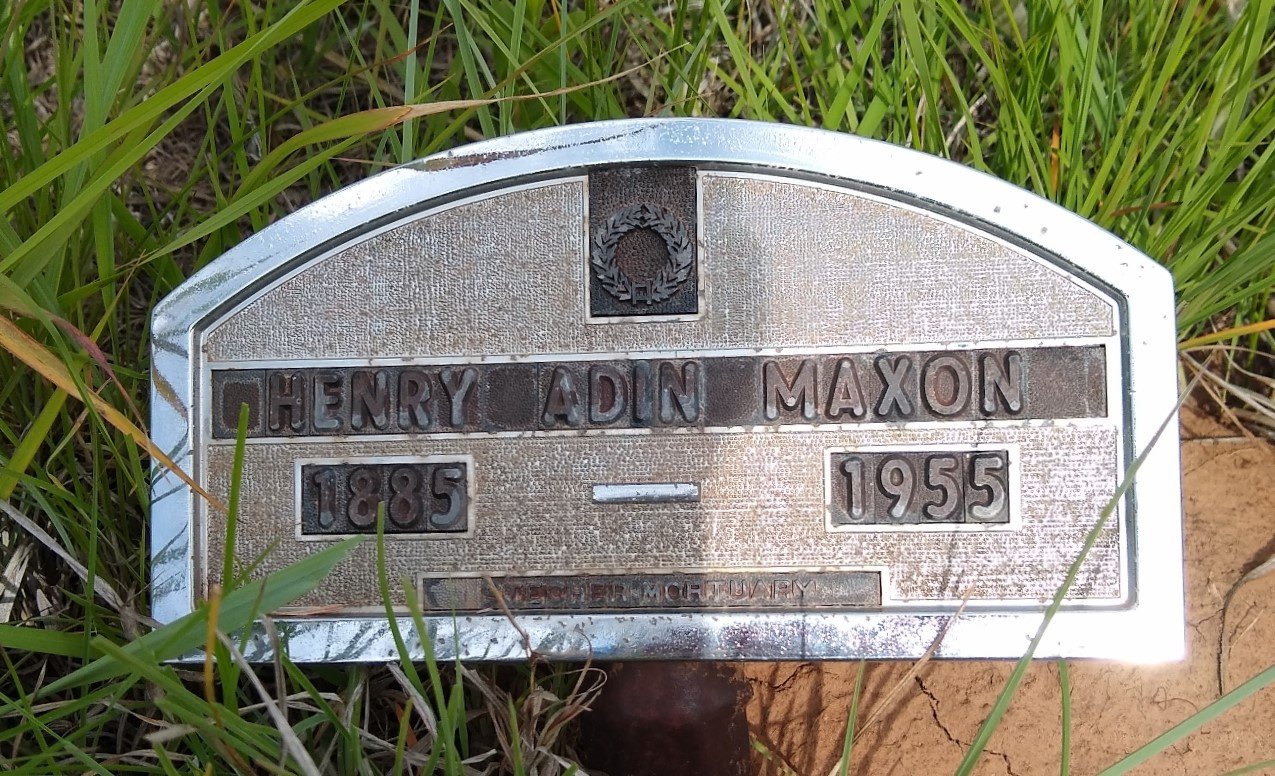 HENRY ADIN MAXON
1885 — 1955
MORTUARY